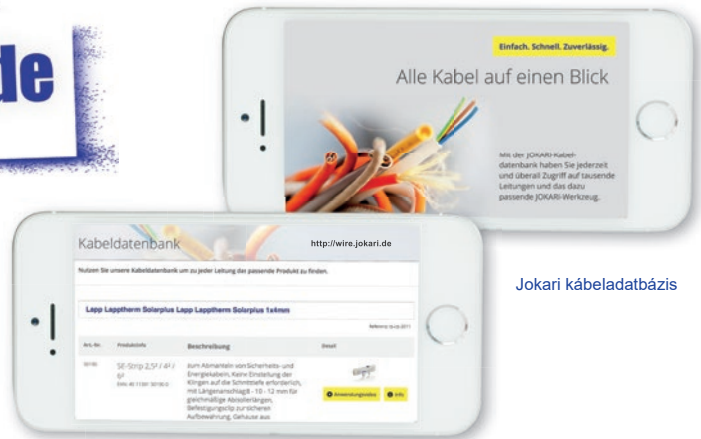 de
Einfach. Schnell. Zuverlässig.
Alle Kabel auf einen Blick
Mit der JOKARI-Kabel-
datenbank haben Sie jederzeit
und überall Zugriff auf tausende
Leitungen und das dazu
passende JOKARI-Werkzeug.
Kabeldatenbank
http://wire.jokari.de
Nutzen Sie unsere Kabeldatenbank um zu jeder Leitung das passende Produkt zu finden.
Jokari kábeladatbázis
Lapp Lapptherm Solarplus Lapp Lapptherm Solarplus 1x4mm
Art.-Nr.
Produktinfo
Beschreibung
Detail
SE-Strip 2,5² / 4² /
6²
zum Abmanteln von Sicherheits- und
Energiekabeln, Keine Einstellung der
Klingen auf die Schnitttiefe erforderlich,
mit Längenanschlag8 - 10 - 12 mm für
gleichmäßige Abisolierlängen,
Befestigungsclip zur sicheren
Aufbewahrung, Gehäuse aus
Anwendungsvideo
Info